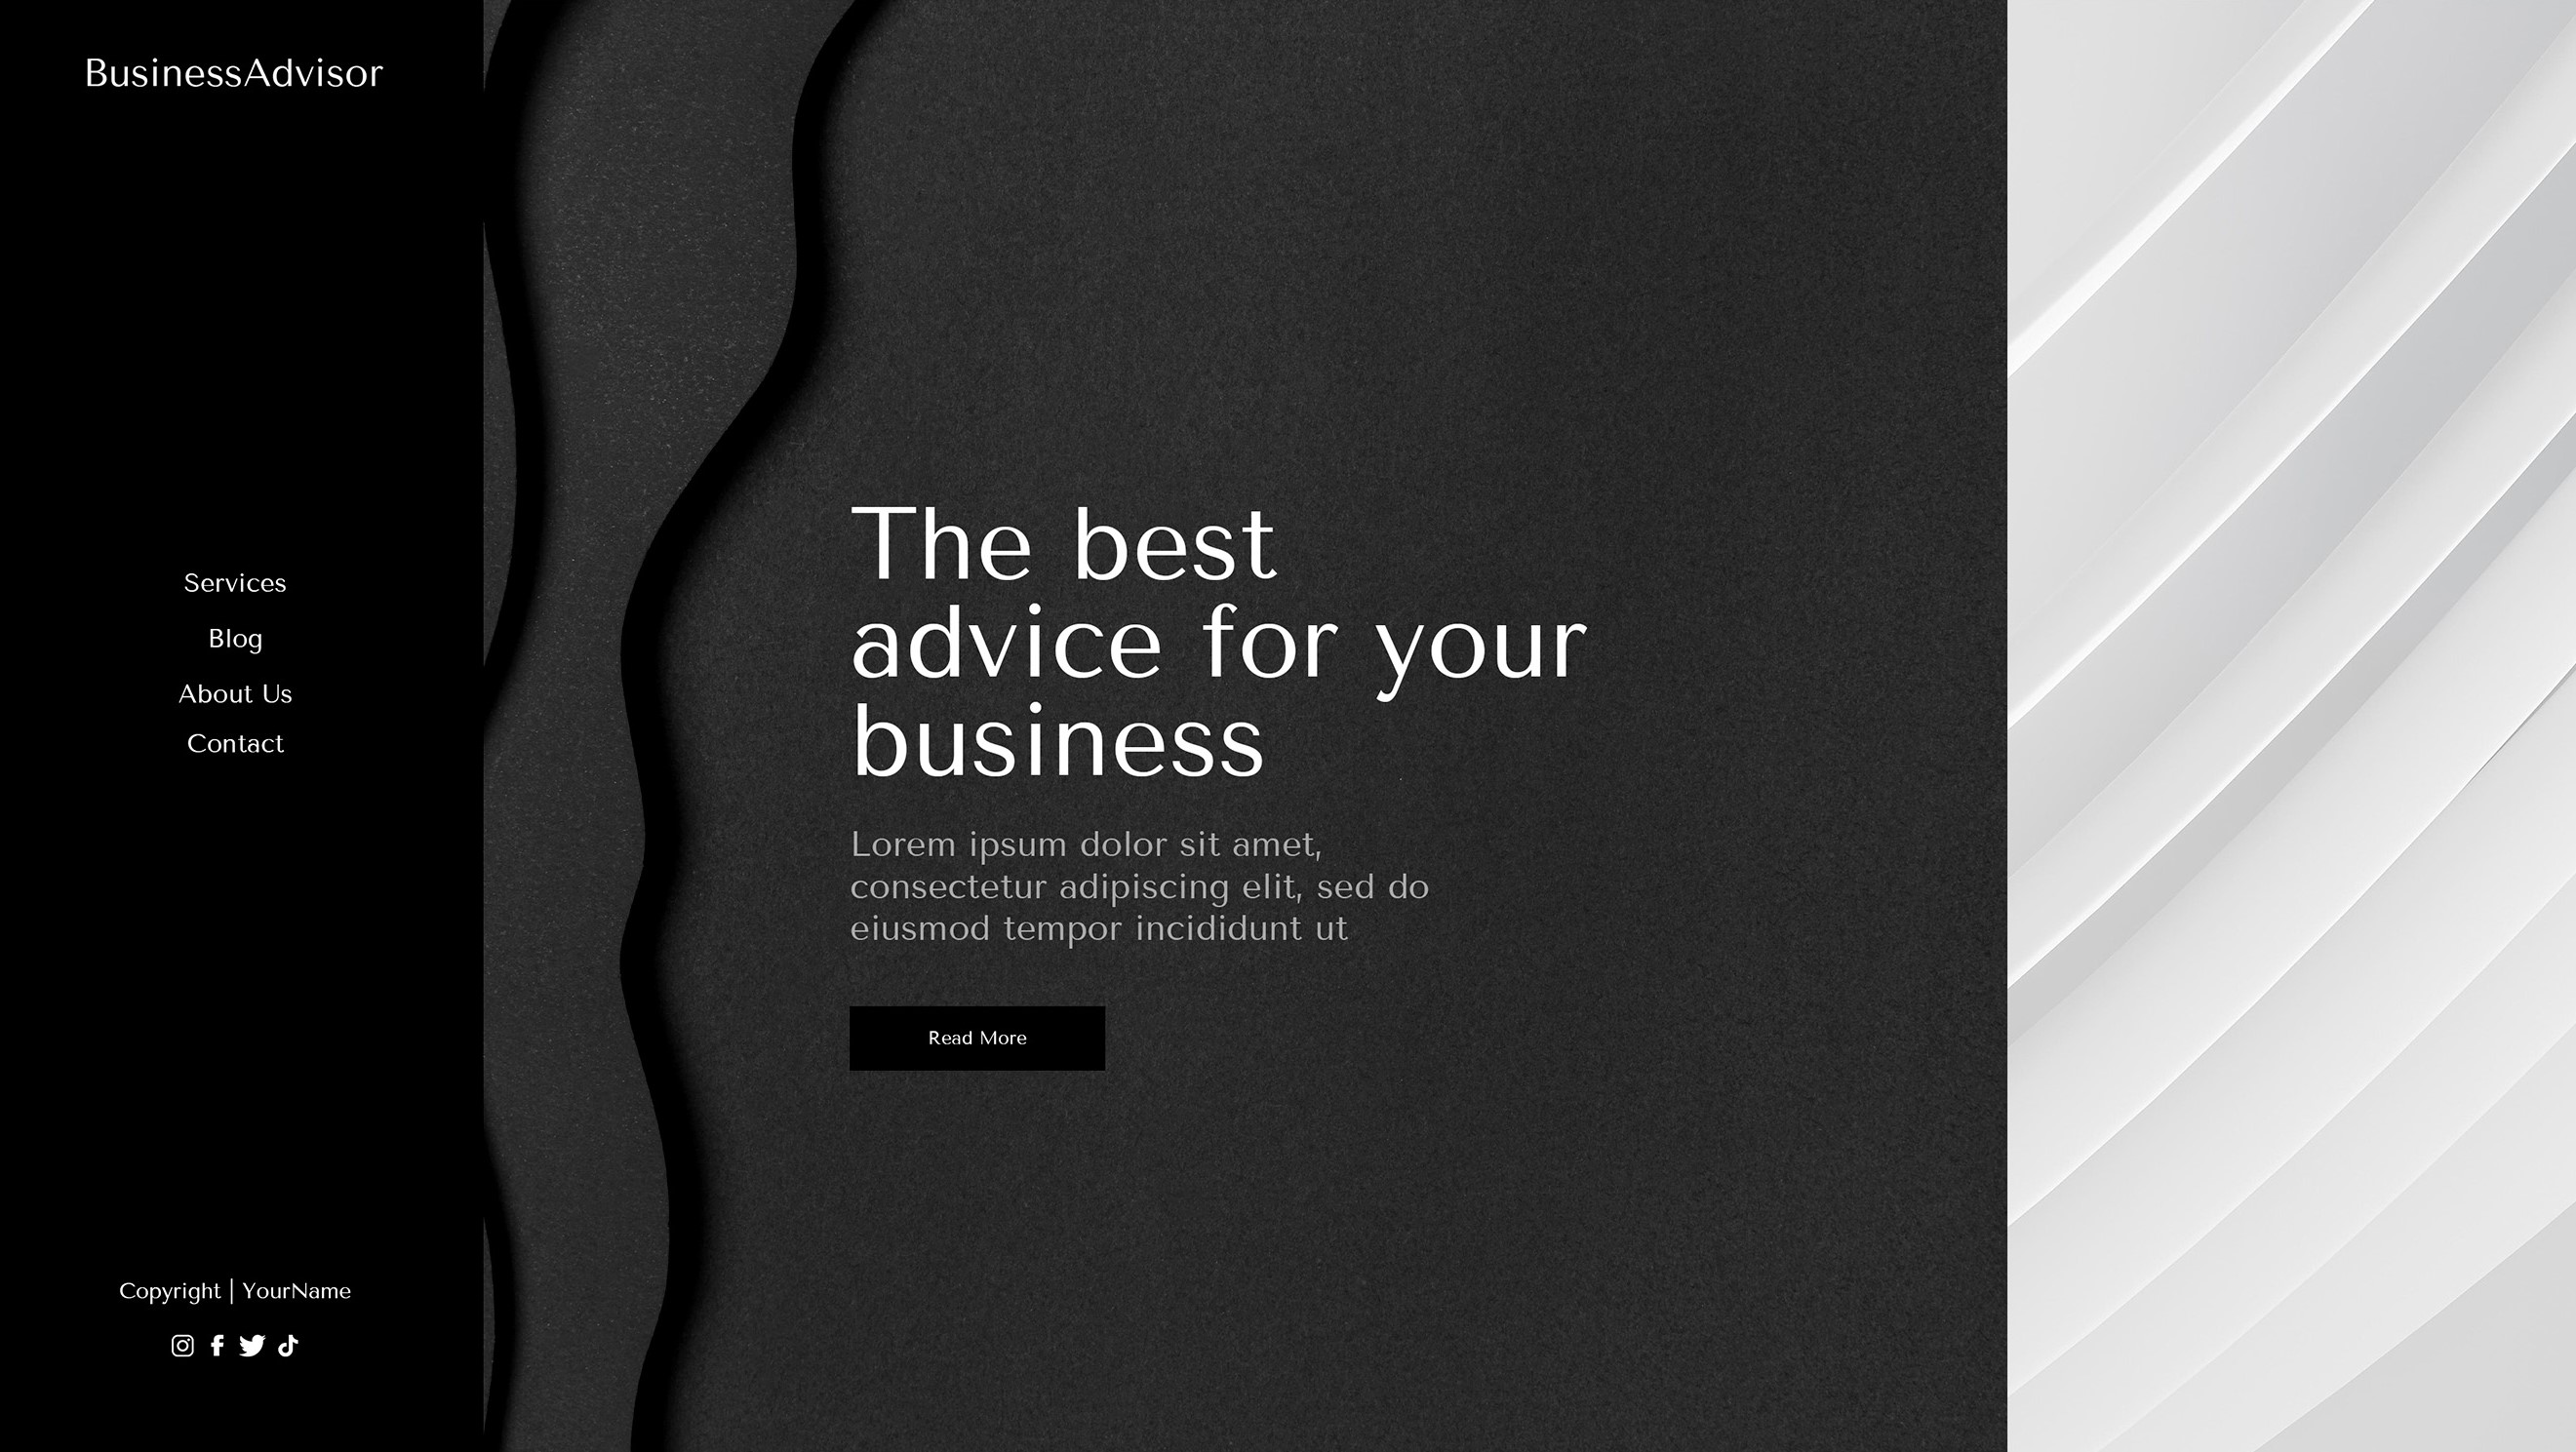 BusinessAdvisor
Services
Blog
About Us
Contact
Copyright | YourName
The best
advice for your
business
Lorem ipsum dolor sit amet,
consectetur adipiscing elit, sed do
eiusmod tempor incididunt ut
Read More